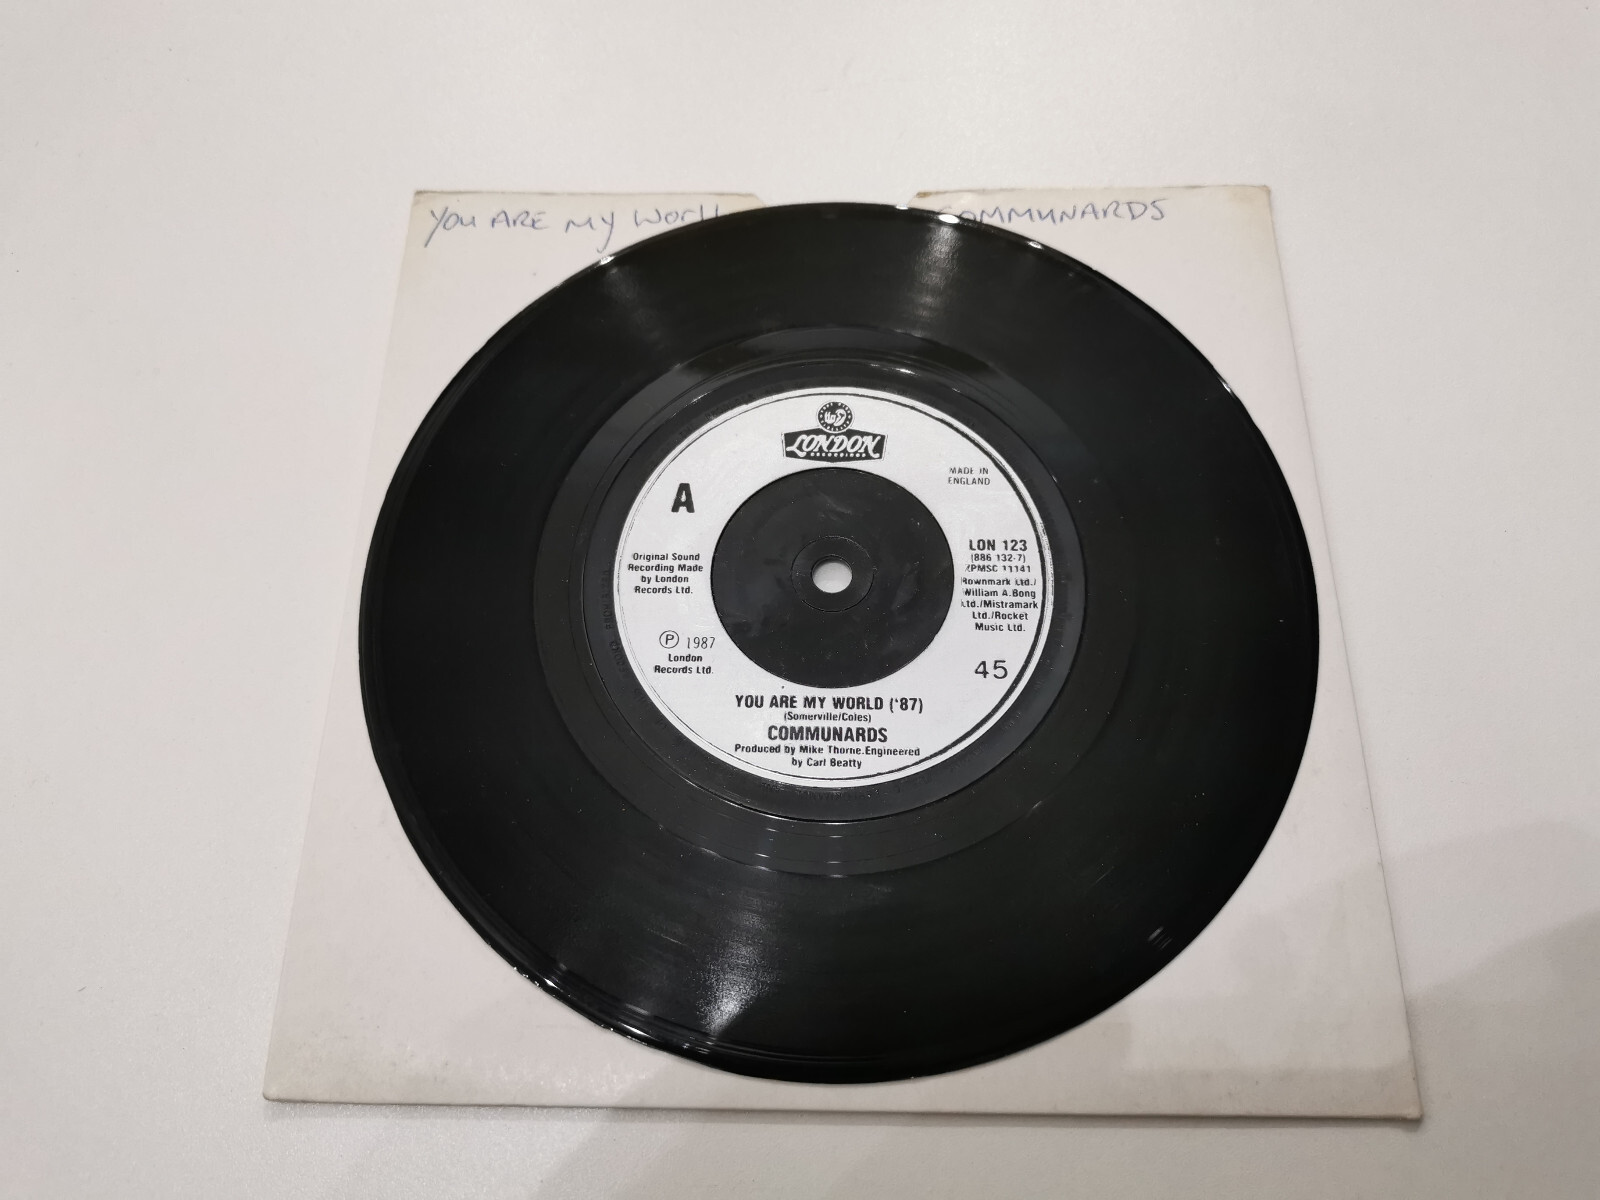 YOU ARE MY WORL
COMMUNARDS
LONDON
RECORDINGS
MADE IN
ENGLAND
A
LON 123
(886 132-7)
Original Sound
Recording Made
by London
Records Ltd.
William A.Bong
Ltd./Mistramark
Ltd./Rocket
Music Ltd.
Ⓟ 1987
London
Records Ltd.
45
YOU ARE MY WORLD ('87)
(Somerville/Coles)
COMMUNARDS
Produced by Mike Thorne.Engineered
by Carl Beatty